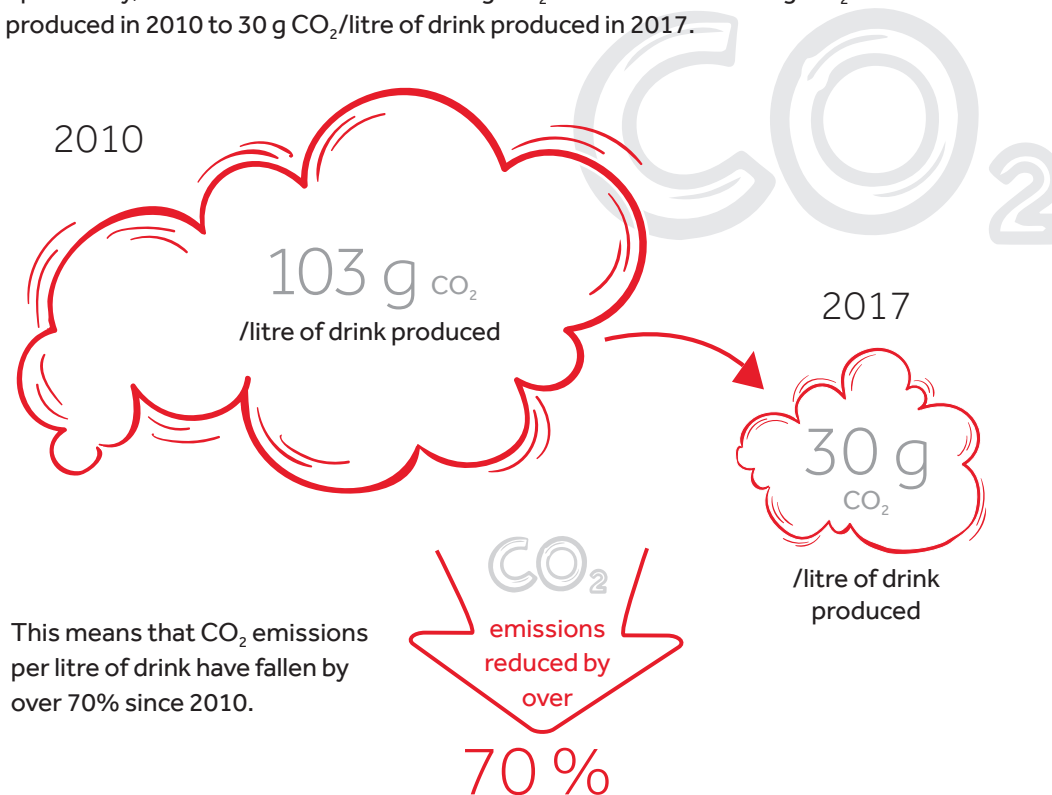 produced in 2010 to 30 g CO₂/litre of drink produced in 2017.
CO₂
2010
103 g CO₂
/litre of drink produced
2017
30 g
CO₂
/litre of drink
produced
CO₂
emissions
reduced by
over
70 %
This means that CO₂ emissions
per litre of drink have fallen by
over 70% since 2010.